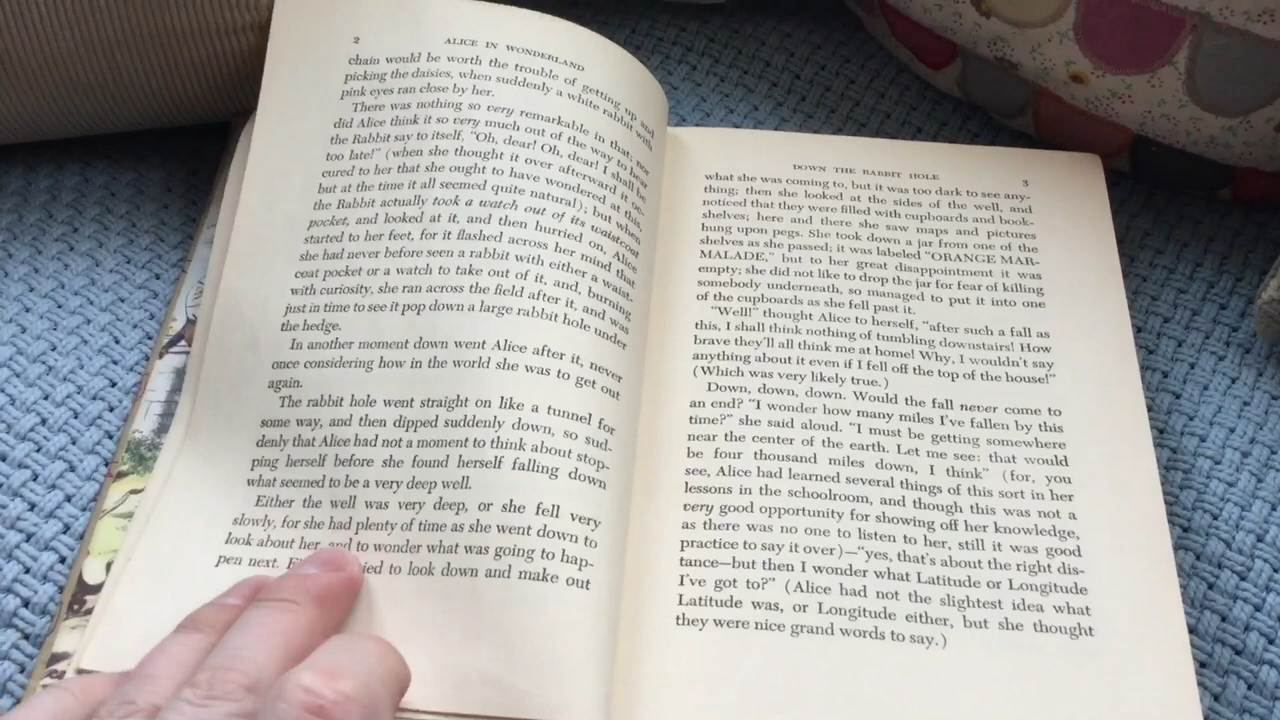 2
ALICE IN WONDERLAND
chain would be worth the trouble of getting up and
picking the daisies, when suddenly a white rabbit with
pink eyes ran close by her.
There was nothing so very remarkable in that; nor
did Alice think it so very much out of the way to hear
the Rabbit say to itself, "Oh, dear! Oh, dear! I shall be
too late!" (when she thought it over afterward it oc-
cured to her that she ought to have wondered at this,
but at the time it all seemed quite natural); but when
the Rabbit actually took a watch out of its waistcoat
pocket, and looked at it, and then hurried on, Alice
started to her feet, for it flashed across her mind that
she had never before seen a rabbit with either a waist-
coat pocket or a watch to take out of it, and, burning
with curiosity, she ran across the field after it, and was
just in time to see it pop down a large rabbit hole under
the hedge.
In another moment down went Alice after it, never
once considering how in the world she was to get out
again.
The rabbit hole went straight on like a tunnel for
some way, and then dipped suddenly down, so sud-
denly that Alice had not a moment to think about stop-
ping herself before she found herself falling down
what seemed to be a very deep well.
Either the well was very deep, or she fell very
slowly, for she had plenty of time as she went down to
look about her, and to wonder what was going to hap-
pen next. to look down and make out
DOWN THE RABBIT HOLE
3
what she was coming to, but it was too dark to see any-
thing; then she looked at the sides of the well, and
noticed that they were filled with cupboards and book-
shelves; here and there she saw maps and pictures
hung upon pegs. She took down a jar from one of the
shelves as she passed; it was labeled "ORANGE MAR-
MALADE," but to her great disappointment it was
empty; she did not like to drop the jar for fear of killing
somebody underneath, so managed to put it into one
of the cupboards as she fell past it.
"Well!" thought Alice to herself, "after such a fall as
this, I shall think nothing of tumbling downstairs! How
brave they'll all think me at home! Why, I wouldn't say
anything about it even if I fell off the top of the house!"
(Which was very likely true.)
Down, down, down. Would the fall never come to
an end? "I wonder how many miles I've fallen by this
time?" she said aloud. "I must be getting somewhere
near the center of the earth. Let me see: that would
be four thousand miles down, I think" (for, you
see, Alice had learned several things of this sort in her
lessons in the schoolroom, and though this was not a
very good opportunity for showing off her knowledge,
as there was no one to listen to her, still it was good
practice to say it over)—"yes, that's about the right dis-
tance—but then I wonder what Latitude or Longitude
I've got to?" (Alice had not the slightest idea what
Latitude was, or Longitude either, but she thought
they were nice grand words to say.)